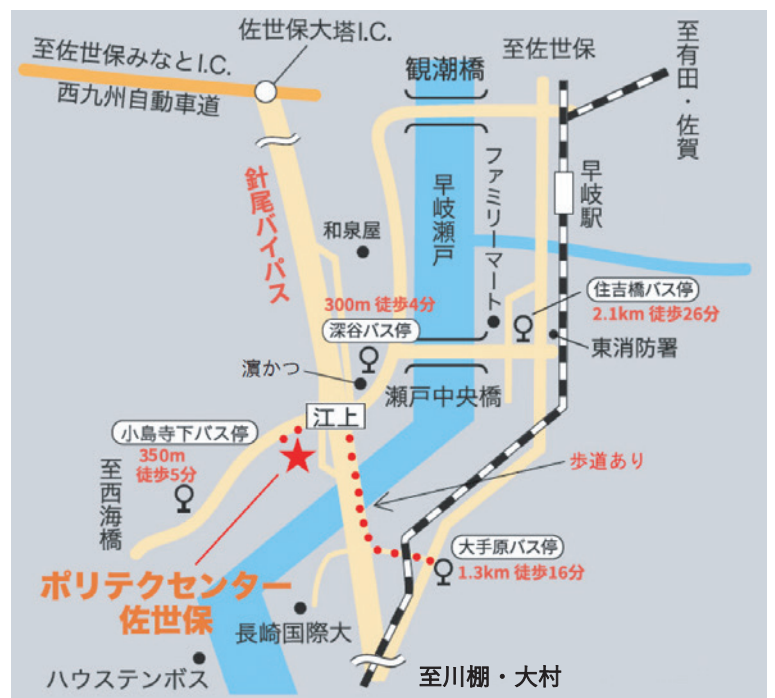 佐世保大塔I.C.
至佐世保みなとI.C.
西九州自動車道
至佐世保
至有田・佐賀
観潮橋
針尾バイパス
早岐瀬戸
ファミリーマート
早岐駅
和泉屋
300m 徒歩4分
深谷バス停
住吉橋バス停
2.1km 徒歩26分
東消防署
濵かつ
瀬戸中央橋
江上
小島寺下バス停
350m
徒歩5分
至西海橋
歩道あり
大手原バス停
1.3km 徒歩16分
ポリテクセンター
佐世保
長崎国際大
ハウステンボス
至川棚・大村